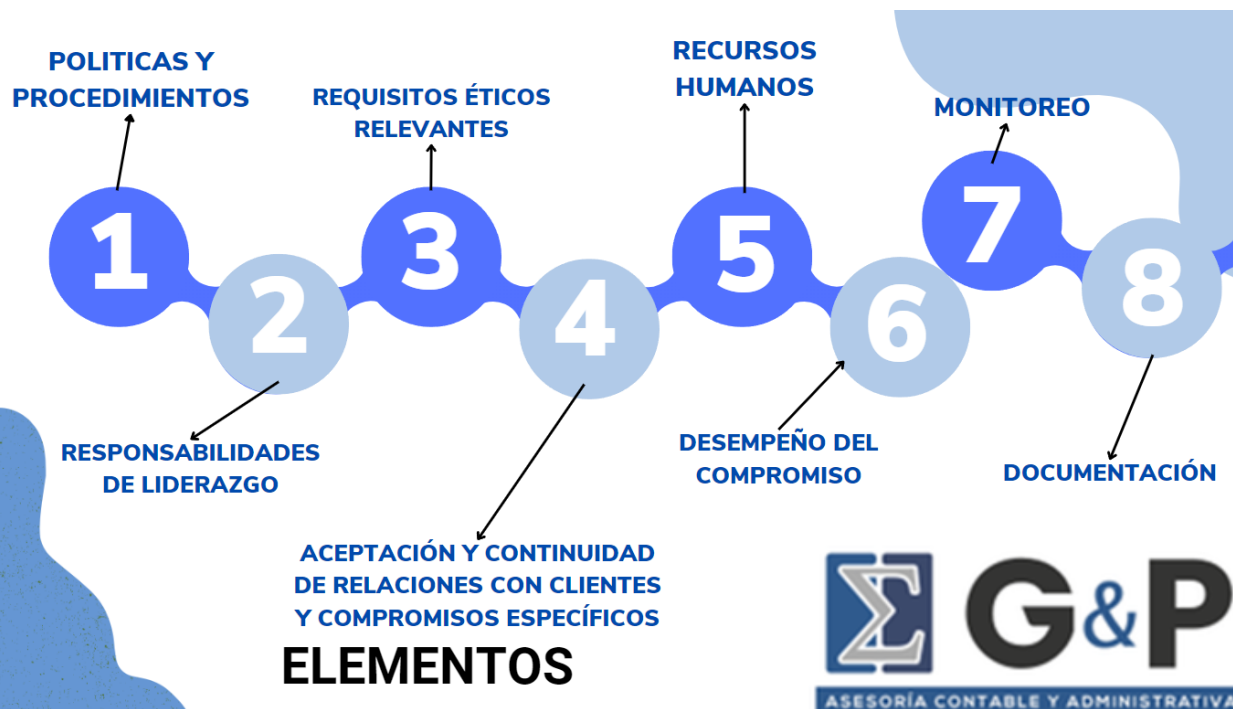 POLITICAS Y
PROCEDIMIENTOS
REQUISITOS ÉTICOS
RELEVANTES
RECURSOS
HUMANOS
MONITOREO
1
2
3
4
5
6
7
8
RESPONSABILIDADES
DE LIDERAZGO
ACEPTACIÓN Y CONTINUIDAD
DE RELACIONES CON CLIENTES
Y COMPROMISOS ESPECÍFICOS
DESEMPEÑO DEL
COMPROMISO
DOCUMENTACIÓN
ELEMENTOS
Σ G&P
ASESORÍA CONTABLE Y ADMINISTRATIVA